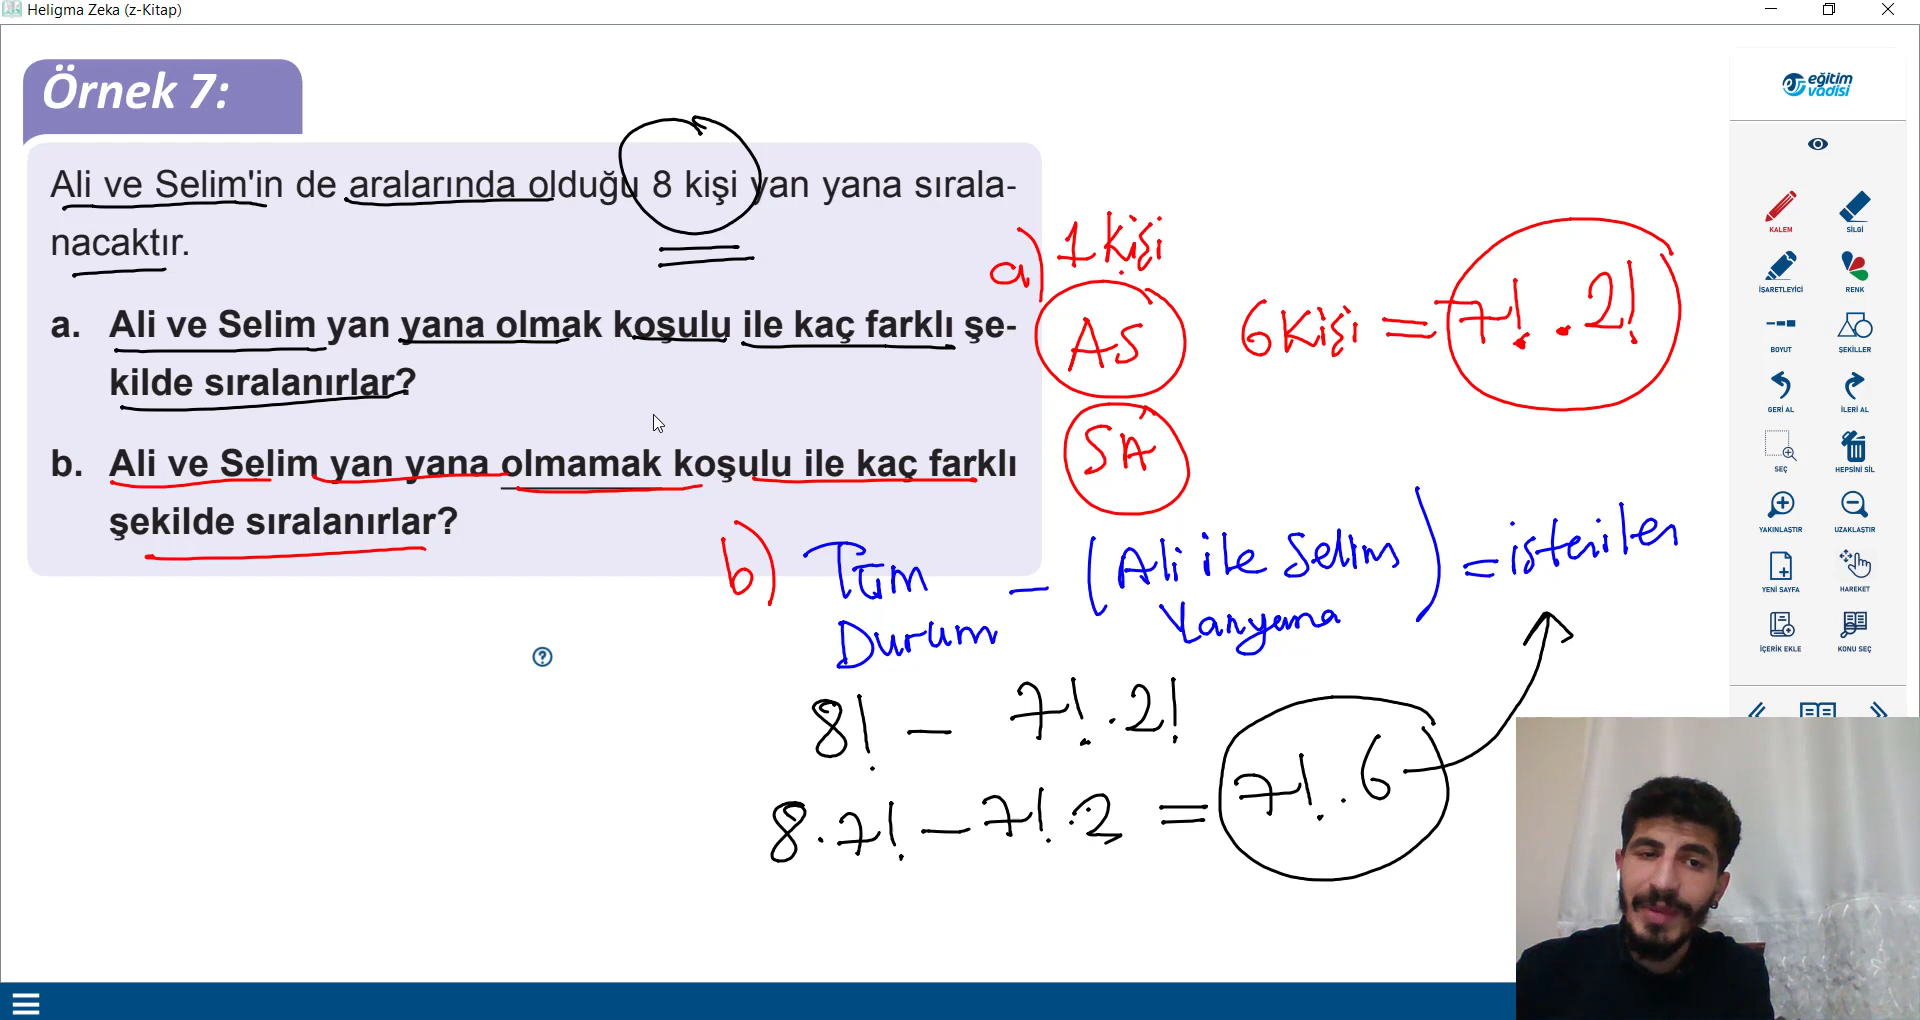 Heligma Zeka (z-Kitap)
Örnek 7:
Ali ve Selim'in de aralarında olduğu 8 kişi yan yana sırala-
nacaktır.
a. Ali ve Selim yan yana olmak koşulu ile kaç farklı şe-
kilde sıralanırlar?
b. Ali ve Selim yan yana olmamak koşulu ile kaç farklı
şekilde sıralanırlar?
a) 1 kişi
AS 6 kişi = 7! . 2!
SA
b) Tüm Durum - (Ali ile Selim Yanyana) = istenilen
8! - 7! . 2!
8 . 7! - 7! . 2 = 7! . 6
eğitim
vadisi
KALEM SİLGİ
İŞARETLEYİCİ RENK
BOYUT ŞEKİLLER
GERİ AL İLERİ AL
SEÇ HEPSİNİ SİL
YAKINLAŞTIR UZAKLAŞTIR
YENİ SAYFA HAREKET
İÇERİK EKLE KONU SEÇ